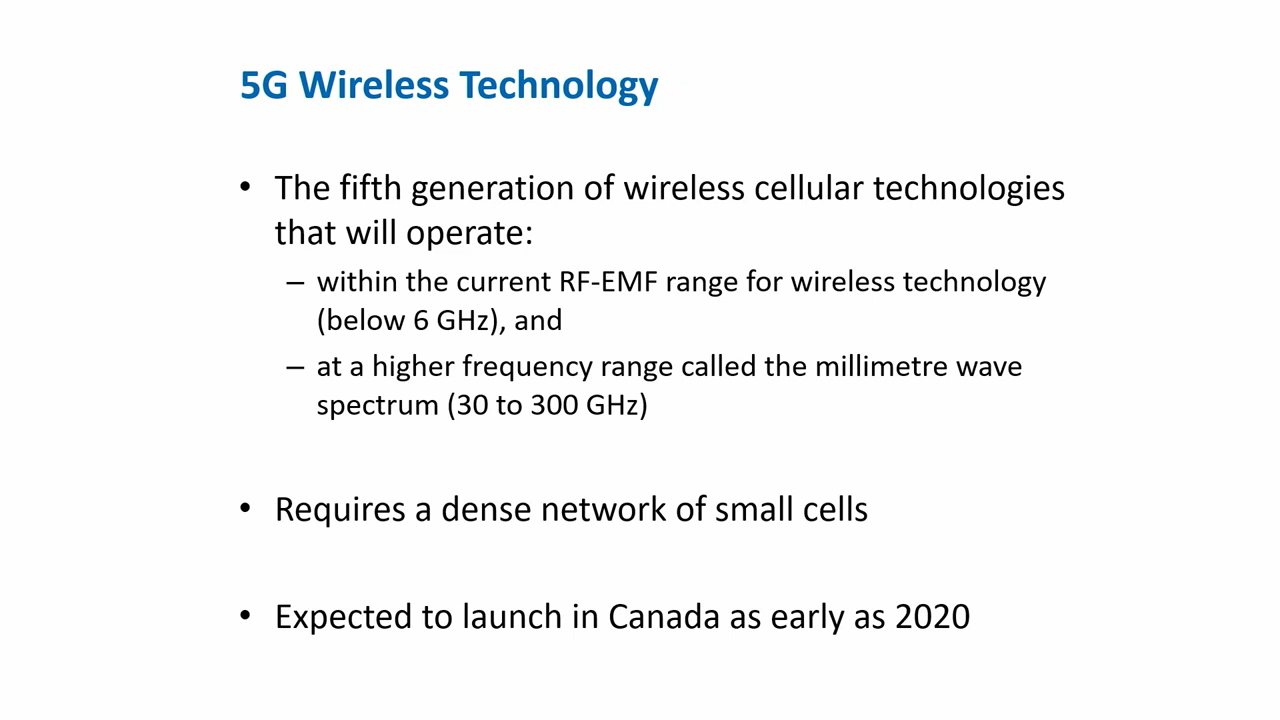 5G Wireless Technology
• The fifth generation of wireless cellular technologies
that will operate:
– within the current RF-EMF range for wireless technology
(below 6 GHz), and
– at a higher frequency range called the millimetre wave
spectrum (30 to 300 GHz)
• Requires a dense network of small cells
• Expected to launch in Canada as early as 2020